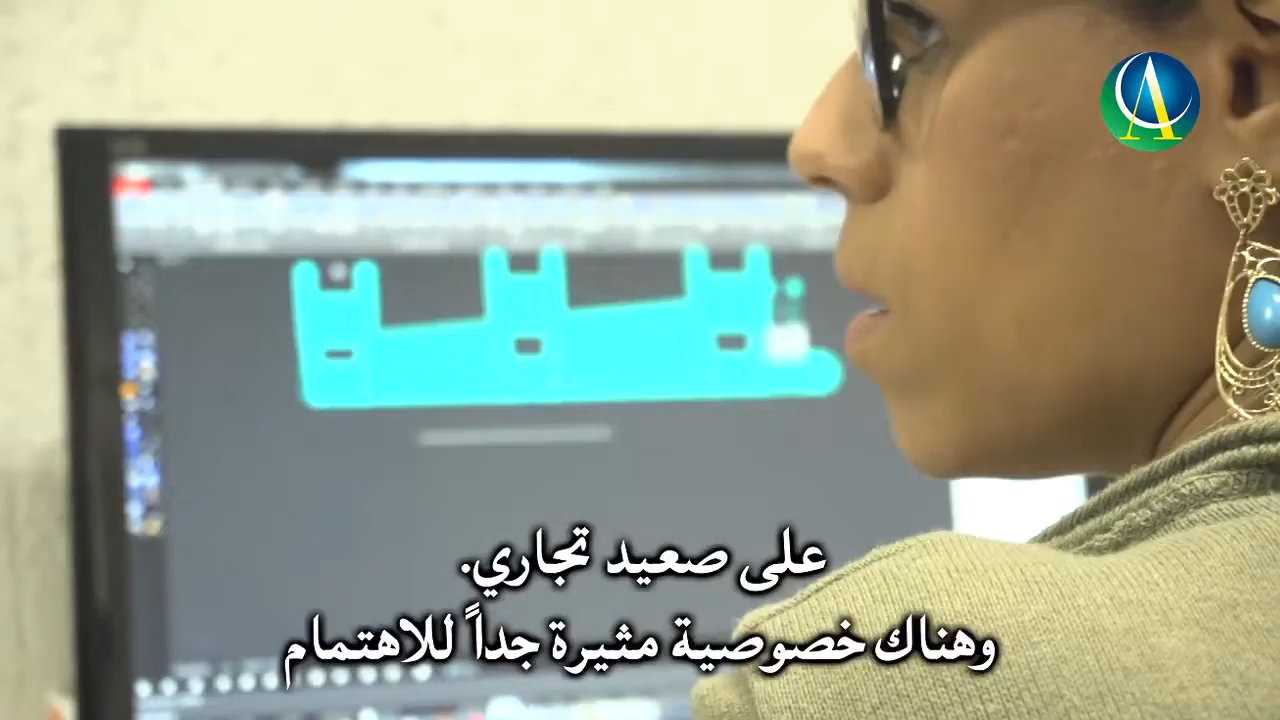 على صعيد تجاري.
وهناك خصوصية مثيرة جداً للاهتمام